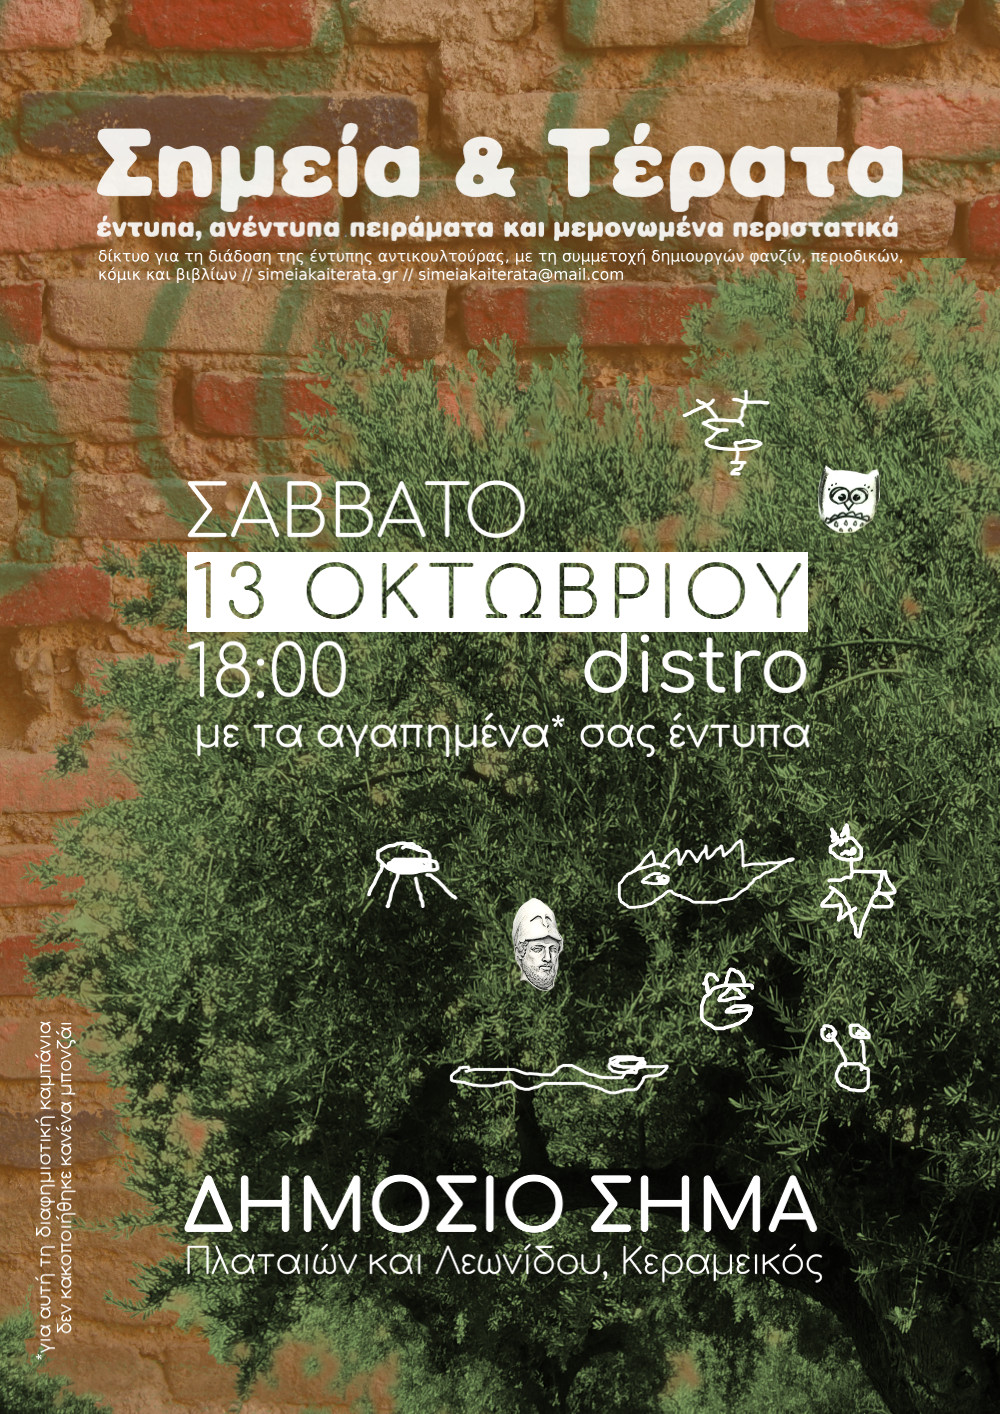 Σημεία & Τέρατα
έντυπα, ανέντυπα πειράματα και μεμονωμένα περιστατικά
δίκτυο για τη διάδοση της έντυπης αντικουλτούρας, με τη συμμετοχή δημιουργών φανζίν, περιοδικών,
κόμικ και βιβλίων // simeiakaiterata.gr // simeiakaiterata@mail.com
ΣΑΒΒΑΤΟ
13 ΟΚΤΩΒΡΙΟΥ
18:00 distro
με τα αγαπημένα* σας έντυπα
ΔΗΜΟΣΙΟ ΣΗΜΑ
Πλαταιών και Λεωνίδου, Κεραμεικός
*για αυτή τη διαφημιστική καμπάνια
δεν κακοποιήθηκε κανένα μπονζάι